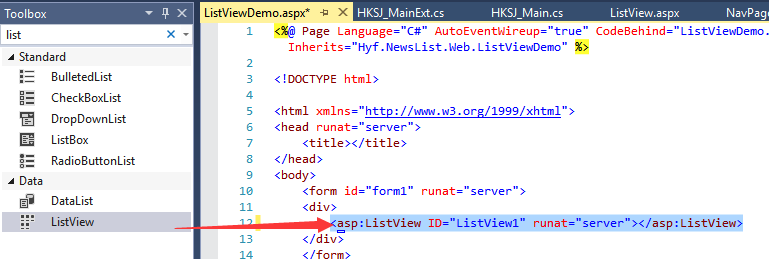 Toolbox
list
Standard
BulletedList
CheckBoxList
DropDownList
ListBox
RadioButtonList
Data
DataList
ListView
ListViewDemo.aspx* HKSJ_MainExt.cs HKSJ_Main.cs ListView.aspx NavPage
1 <%@ Page Language="C#" AutoEventWireup="true" CodeBehind="ListViewDemo.
Inherits="Hyf.NewsList.Web.ListViewDemo" %>
2
3 <!DOCTYPE html>
4
5 <html xmlns="http://www.w3.org/1999/xhtml">
6 <head runat="server">
7 <title></title>
8 </head>
9 <body>
10 <form id="form1" runat="server">
11 <div>
12 <asp:ListView ID="ListView1" runat="server"></asp:ListView>
13 </div>
14 </form>